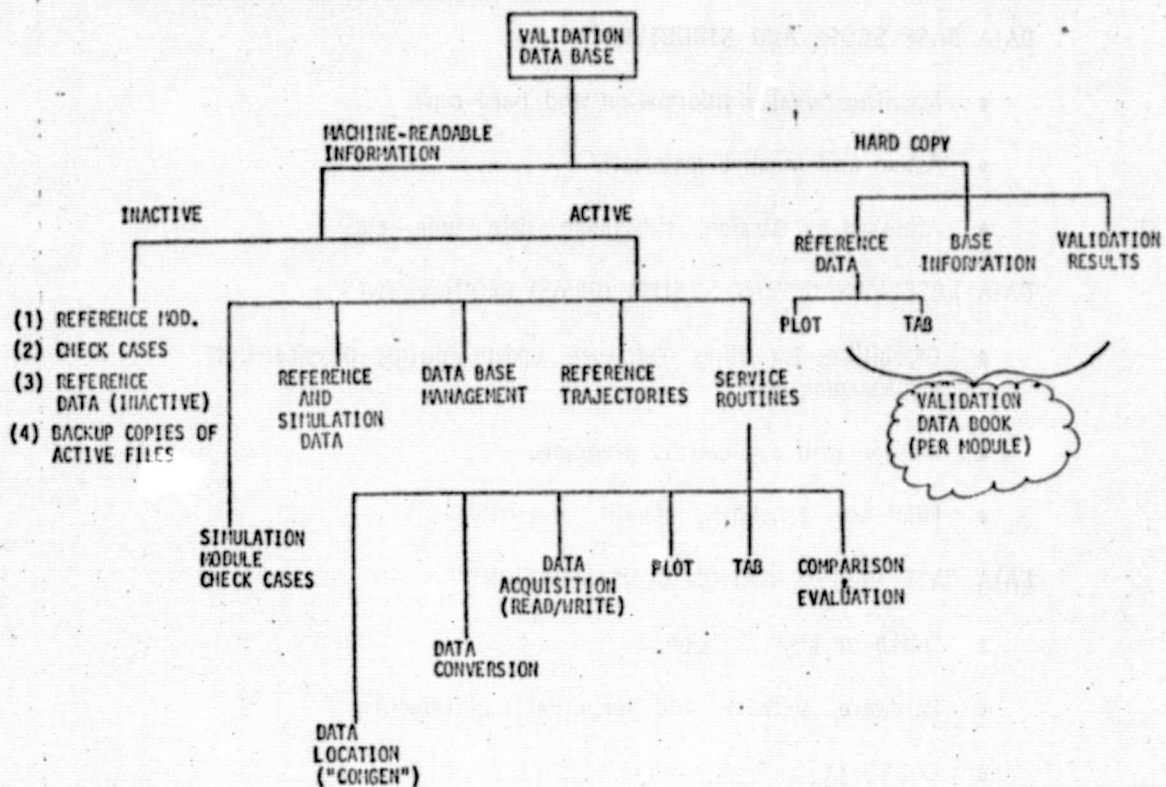 VALIDATION
DATA BASE
MACHINE-READABLE
INFORMATION
HARD COPY
INACTIVE
ACTIVE
REFERENCE
DATA
BASE
INFORMATION
VALIDATION
RESULTS
PLOT
TAB
(1) REFERENCE MOD.
(2) CHECK CASES
(3) REFERENCE
DATA (INACTIVE)
(4) BACKUP COPIES OF
ACTIVE FILES
REFERENCE
AND
SIMULATION
DATA
DATA BASE
MANAGEMENT
REFERENCE
TRAJECTORIES
SERVICE
ROUTINES
VALIDATION
DATA BOOK
(PER MODULE)
SIMULATION
MODULE
CHECK CASES
DATA
ACQUISITION
(READ/WRITE)
PLOT
TAB
COMPARISON
&
EVALUATION
DATA
CONVERSION
DATA
LOCATION
("COMGEN")